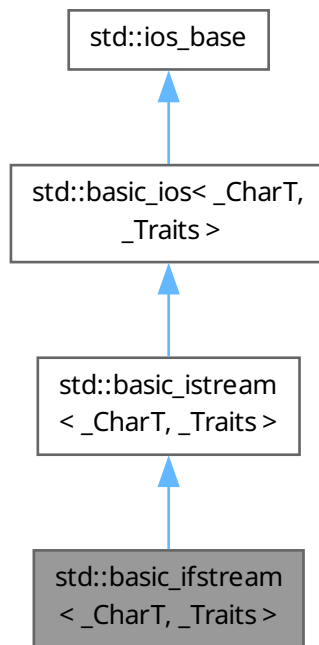 std::ios_base
std::basic_ios< _CharT,
_Traits >
std::basic_istream
< _CharT, _Traits >
std::basic_ifstream
< _CharT, _Traits >